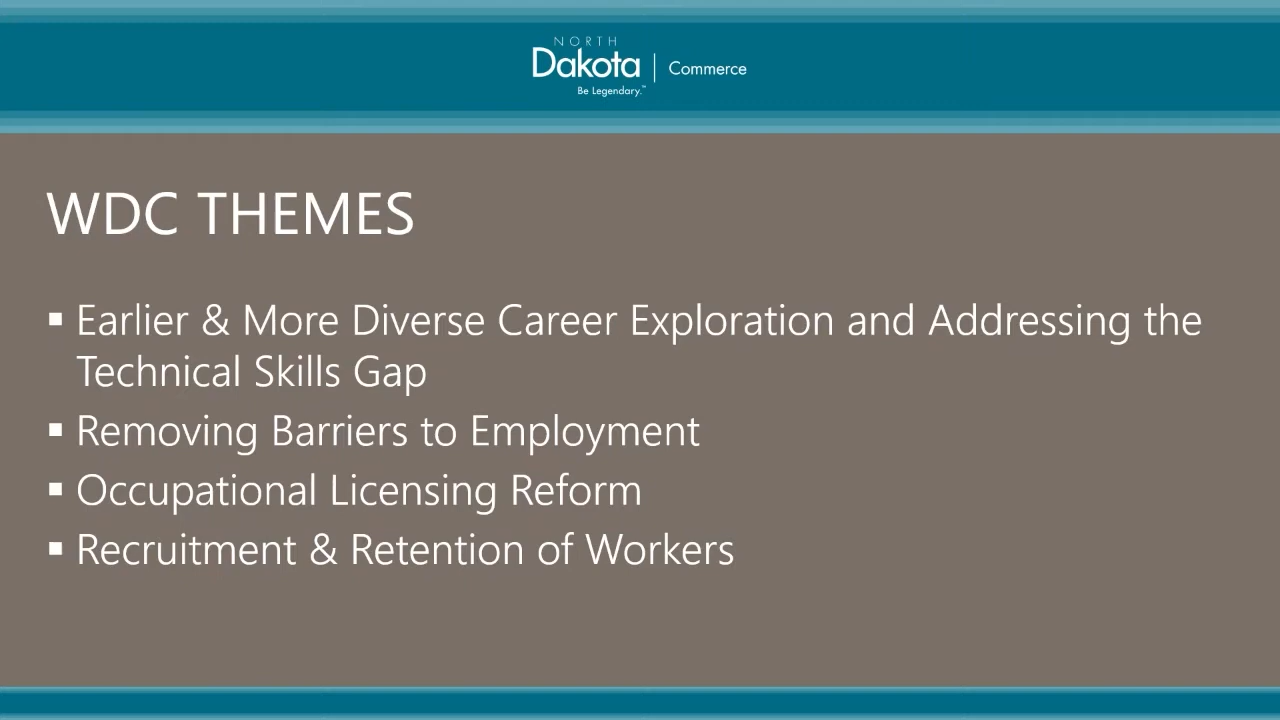 NORTH
Dakota | Commerce
Be Legendary.™
WDC THEMES
▪ Earlier & More Diverse Career Exploration and Addressing the
Technical Skills Gap
▪ Removing Barriers to Employment
▪ Occupational Licensing Reform
▪ Recruitment & Retention of Workers